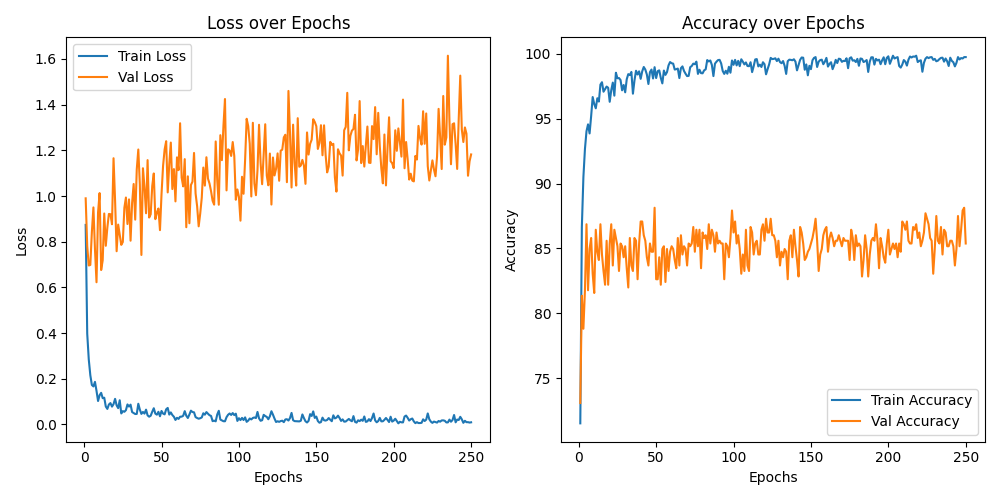 Loss over Epochs
Train Loss
Val Loss
1.6
1.4
1.2
1.0
0.8
0.6
0.4
0.2
0.0
Loss
0
50
100
150
200
250
Epochs
Accuracy over Epochs
100
95
90
85
80
75
Accuracy
Train Accuracy
Val Accuracy
0
50
100
150
200
250
Epochs